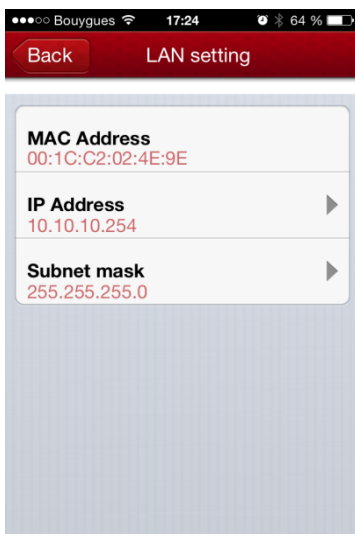 Bouygues 17:24 64 %
Back LAN setting
MAC Address
00:1C:C2:02:4E:9E
IP Address
10.10.10.254
Subnet mask
255.255.255.0